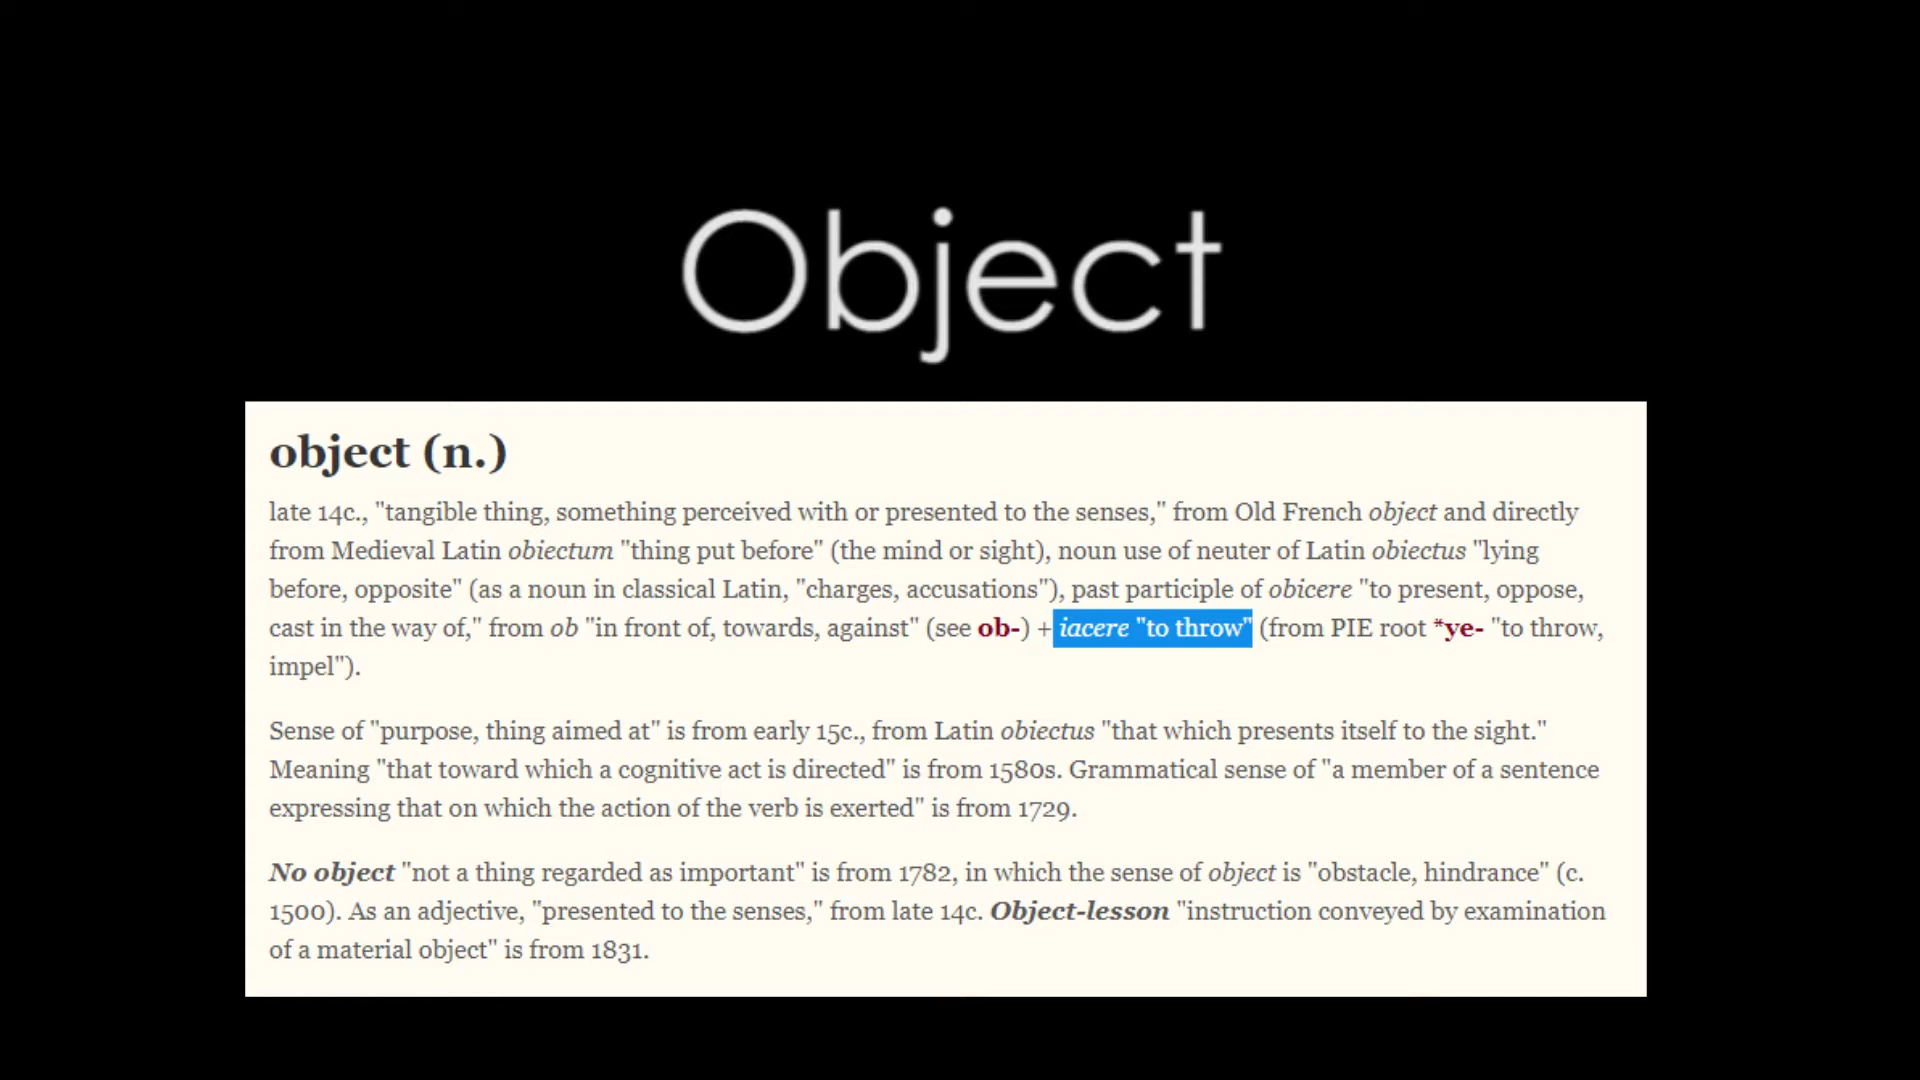 Object
object (n.)
late 14c., "tangible thing, something perceived with or presented to the senses," from Old French object and directly
from Medieval Latin obiectum "thing put before" (the mind or sight), noun use of neuter of Latin obiectus "lying
before, opposite" (as a noun in classical Latin, "charges, accusations"), past participle of obicere "to present, oppose,
cast in the way of," from ob "in front of, towards, against" (see ob-) + iacere "to throw" (from PIE root *ye- "to throw,
impel").
Sense of "purpose, thing aimed at" is from early 15c., from Latin obiectus "that which presents itself to the sight."
Meaning "that toward which a cognitive act is directed" is from 1580s. Grammatical sense of "a member of a sentence
expressing that on which the action of the verb is exerted" is from 1729.
No object "not a thing regarded as important" is from 1782, in which the sense of object is "obstacle, hindrance" (c.
1500). As an adjective, "presented to the senses," from late 14c. Object-lesson "instruction conveyed by examination
of a material object" is from 1831.